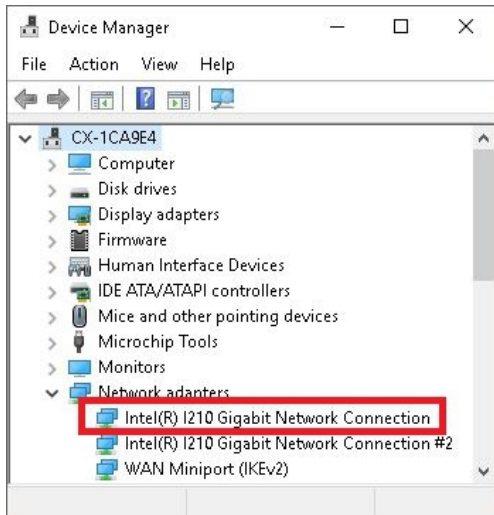 Device Manager
File Action View Help
CX-1CA9E4
Computer
Disk drives
Display adapters
Firmware
Human Interface Devices
IDE ATA/ATAPI controllers
Mice and other pointing devices
Microchip Tools
Monitors
Network adapters
Intel(R) I210 Gigabit Network Connection
Intel(R) I210 Gigabit Network Connection #2
WAN Miniport (IKEv2)